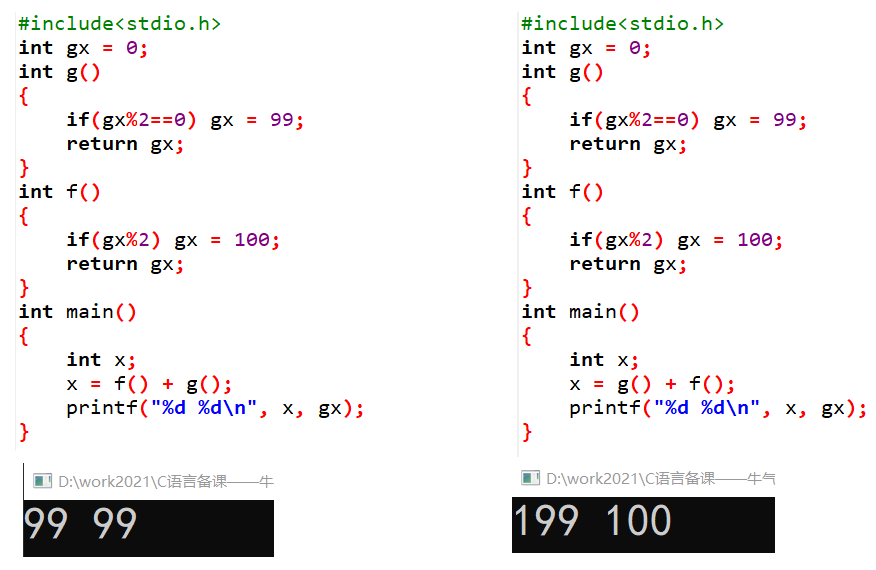 #include<stdio.h>
int gx = 0;
int g()
{
    if(gx%2==0) gx = 99;
    return gx;
}
int f()
{
    if(gx%2) gx = 100;
    return gx;
}
int main()
{
    int x;
    x = f() + g();
    printf("%d %d\n", x, gx);
}
D:\work2021\C语言备课——牛
99 99
#include<stdio.h>
int gx = 0;
int g()
{
    if(gx%2==0) gx = 99;
    return gx;
}
int f()
{
    if(gx%2) gx = 100;
    return gx;
}
int main()
{
    int x;
    x = g() + f();
    printf("%d %d\n", x, gx);
}
D:\work2021\C语言备课——牛气
199 100